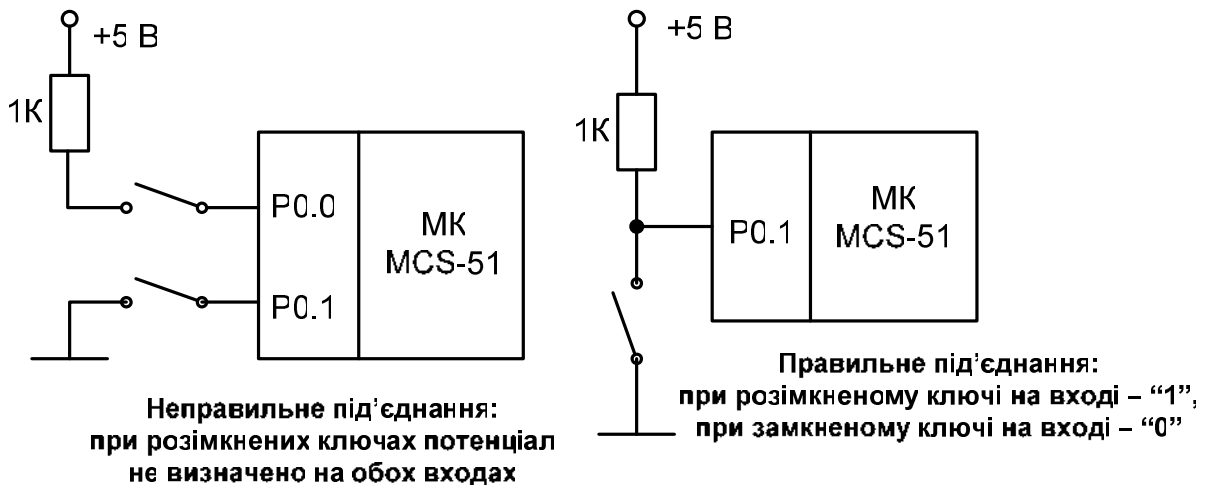 +5 В
1К
P0.0
P0.1
МК
MCS-51
Неправильне під’єднання:
при розімкнених ключах потенціал
не визначено на обох входах
+5 В
1К
P0.1
МК
MCS-51
Правильне під’єднання:
при розімкненому ключі на вході – “1”,
при замкненому ключі на вході – “0”